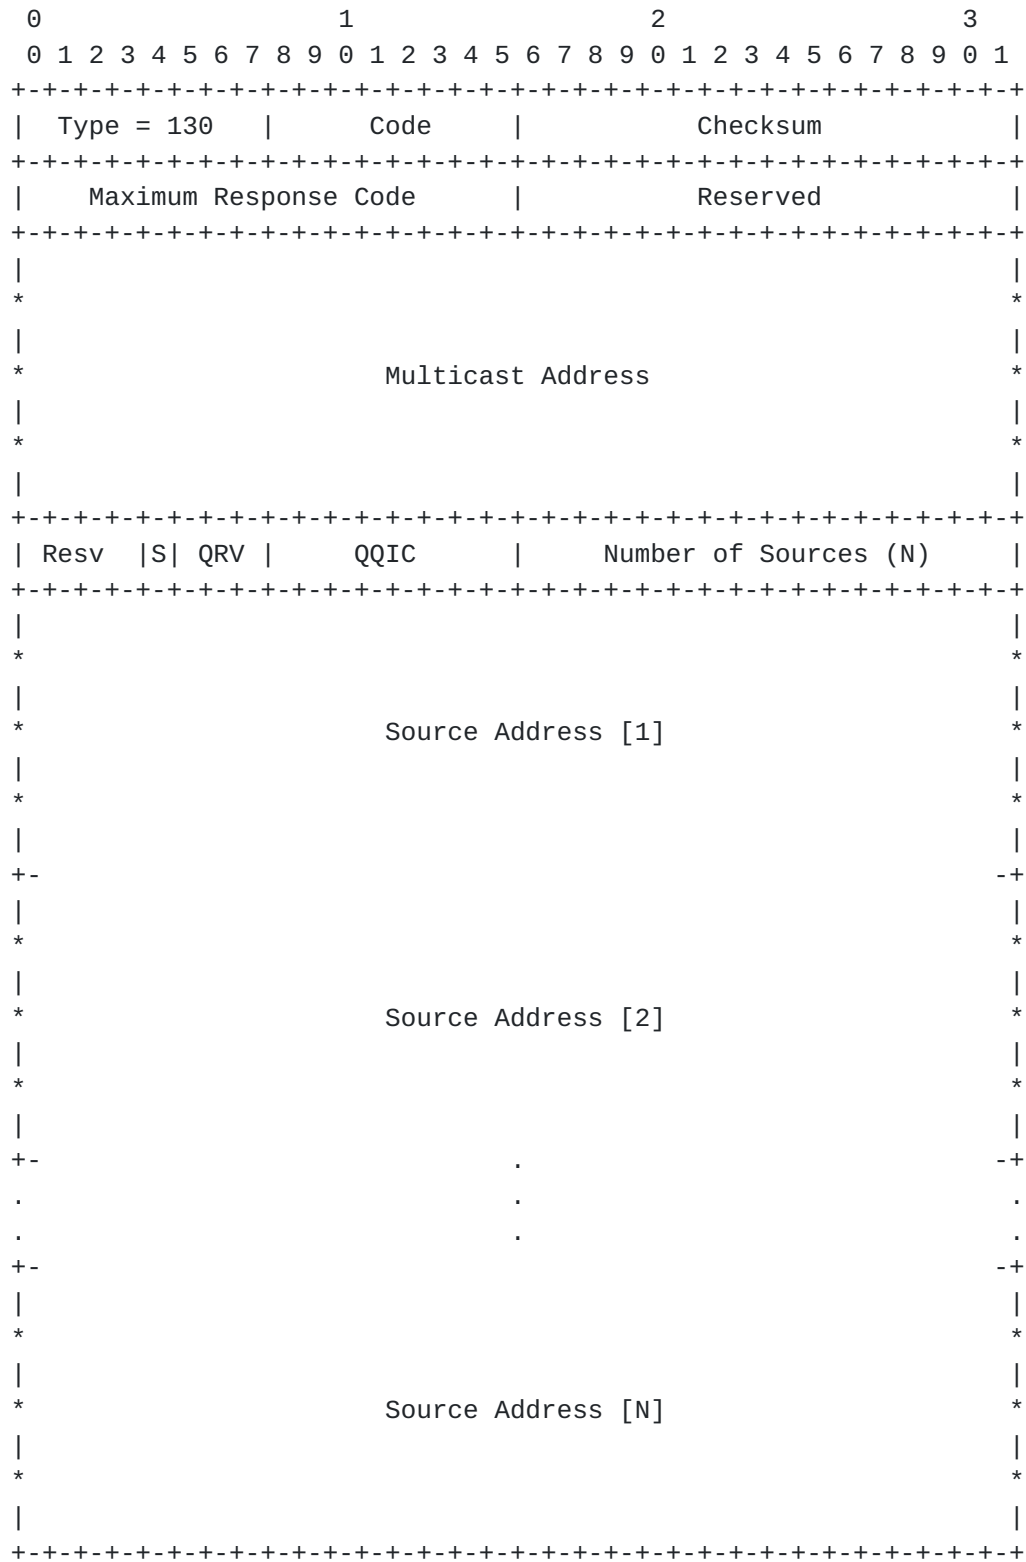 0                   1                   2                   3
 0 1 2 3 4 5 6 7 8 9 0 1 2 3 4 5 6 7 8 9 0 1 2 3 4 5 6 7 8 9 0 1
+-+-+-+-+-+-+-+-+-+-+-+-+-+-+-+-+-+-+-+-+-+-+-+-+-+-+-+-+-+-+-+-+
|  Type = 130   |      Code     |           Checksum            |
+-+-+-+-+-+-+-+-+-+-+-+-+-+-+-+-+-+-+-+-+-+-+-+-+-+-+-+-+-+-+-+-+
|    Maximum Response Code      |           Reserved            |
+-+-+-+-+-+-+-+-+-+-+-+-+-+-+-+-+-+-+-+-+-+-+-+-+-+-+-+-+-+-+-+-+
|                                                               |
*                                                               *
|                                                               |
*                       Multicast Address                       *
|                                                               |
*                                                               *
|                                                               |
+-+-+-+-+-+-+-+-+-+-+-+-+-+-+-+-+-+-+-+-+-+-+-+-+-+-+-+-+-+-+-+-+
| Resv  |S| QRV |     QQIC      |     Number of Sources (N)     |
+-+-+-+-+-+-+-+-+-+-+-+-+-+-+-+-+-+-+-+-+-+-+-+-+-+-+-+-+-+-+-+-+
|                                                               |
*                                                               *
|                                                               |
*                       Source Address [1]                      *
|                                                               |
*                                                               *
|                                                               |
+-                                                             -+
|                                                               |
*                                                               *
|                                                               |
*                       Source Address [2]                      *
|                                                               |
*                                                               *
|                                                               |
+-                              .                              -+
.                               .                               .
.                               .                               .
+-                                                             -+
|                                                               |
*                                                               *
|                                                               |
*                       Source Address [N]                      *
|                                                               |
*                                                               *
|                                                               |
+-+-+-+-+-+-+-+-+-+-+-+-+-+-+-+-+-+-+-+-+-+-+-+-+-+-+-+-+-+-+-+-+